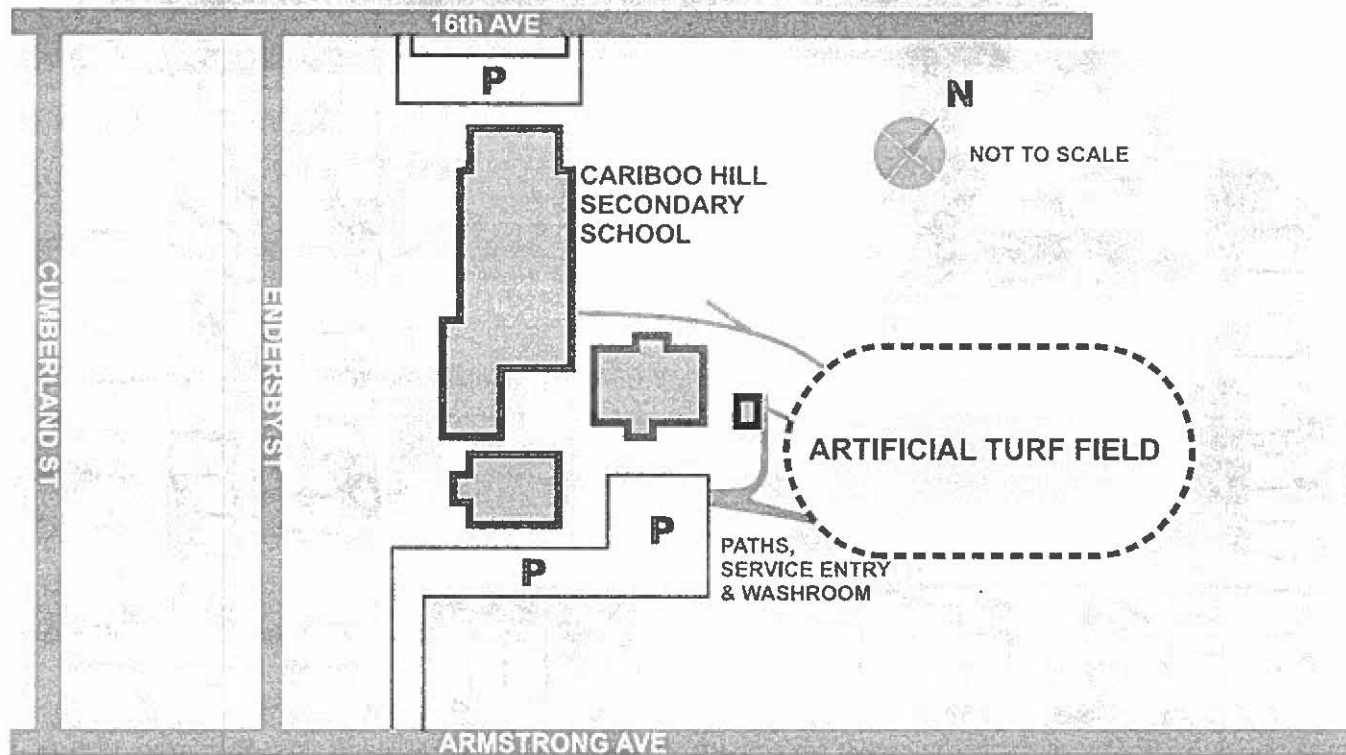 16th AVE
P
N
NOT TO SCALE
CARIBOO HILL
SECONDARY
SCHOOL
CUMBERLAND ST
ENDERSBY ST
ARTIFICIAL TURF FIELD
P
P
PATHS,
SERVICE ENTRY
& WASHROOM
ARMSTRONG AVE